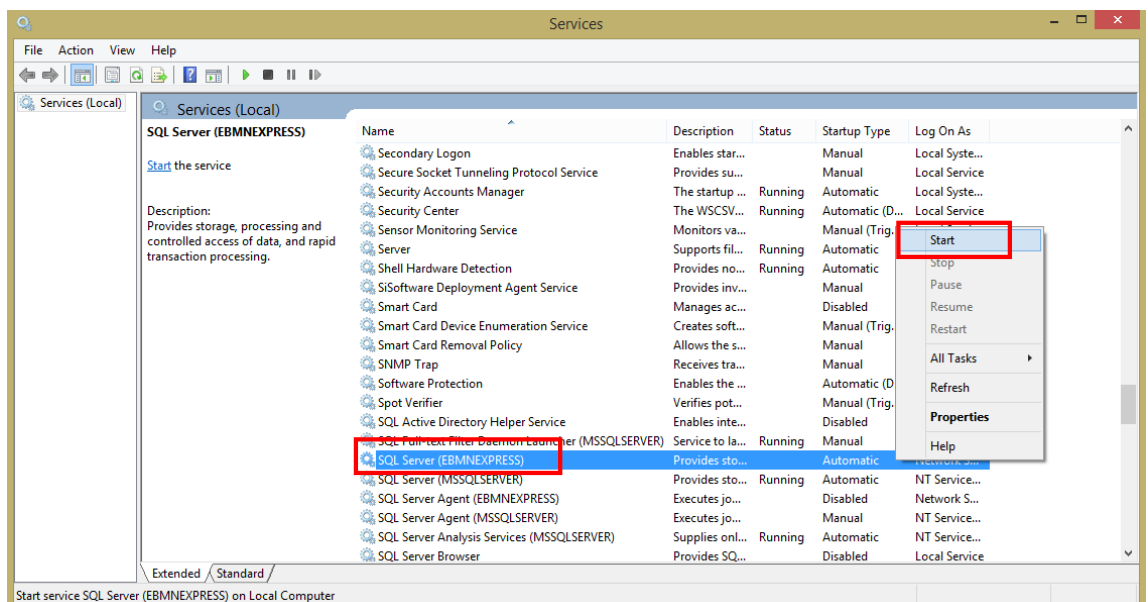 Services
File Action View Help
Services (Local)
Services (Local)
SQL Server (EBMNEXPRESS)
Start the service
Description:
Provides storage, processing and
controlled access of data, and rapid
transaction processing.
Name Description Status Startup Type Log On As
Secondary Logon Enables star... Manual Local Syste...
Secure Socket Tunneling Protocol Service Provides su... Manual Local Service
Security Accounts Manager The startup ... Running Automatic Local Syste...
Security Center The WSCSV... Running Automatic (D... Local Service
Sensor Monitoring Service Monitors va... Manual (Trig.
Server Supports fil... Running Automatic
Shell Hardware Detection Provides no... Running Automatic
SiSoftware Deployment Agent Service Provides inv... Manual
Smart Card Manages ac... Disabled
Smart Card Device Enumeration Service Creates soft... Manual (Trig.
Smart Card Removal Policy Allows the s... Manual
SNMP Trap Receives tra... Manual
Software Protection Enables the ... Automatic (D
Spot Verifier Verifies pot... Manual (Trig.
SQL Active Directory Helper Service Enables inte... Disabled
SQL Full-text Filter Daemon Launcher (MSSQLSERVER) Service to la... Running Manual
SQL Server (EBMNEXPRESS) Provides sto... Automatic Network S...
SQL Server (MSSQLSERVER) Provides sto... Running Automatic NT Service...
SQL Server Agent (EBMNEXPRESS) Executes jo... Disabled Network S...
SQL Server Agent (MSSQLSERVER) Executes jo... Manual NT Service...
SQL Server Analysis Services (MSSQLSERVER) Supplies onl... Running Automatic NT Service...
SQL Server Browser Provides SQ... Disabled Local Service
Start
Stop
Pause
Resume
Restart
All Tasks
Refresh
Properties
Help
Extended Standard
Start service SQL Server (EBMNEXPRESS) on Local Computer